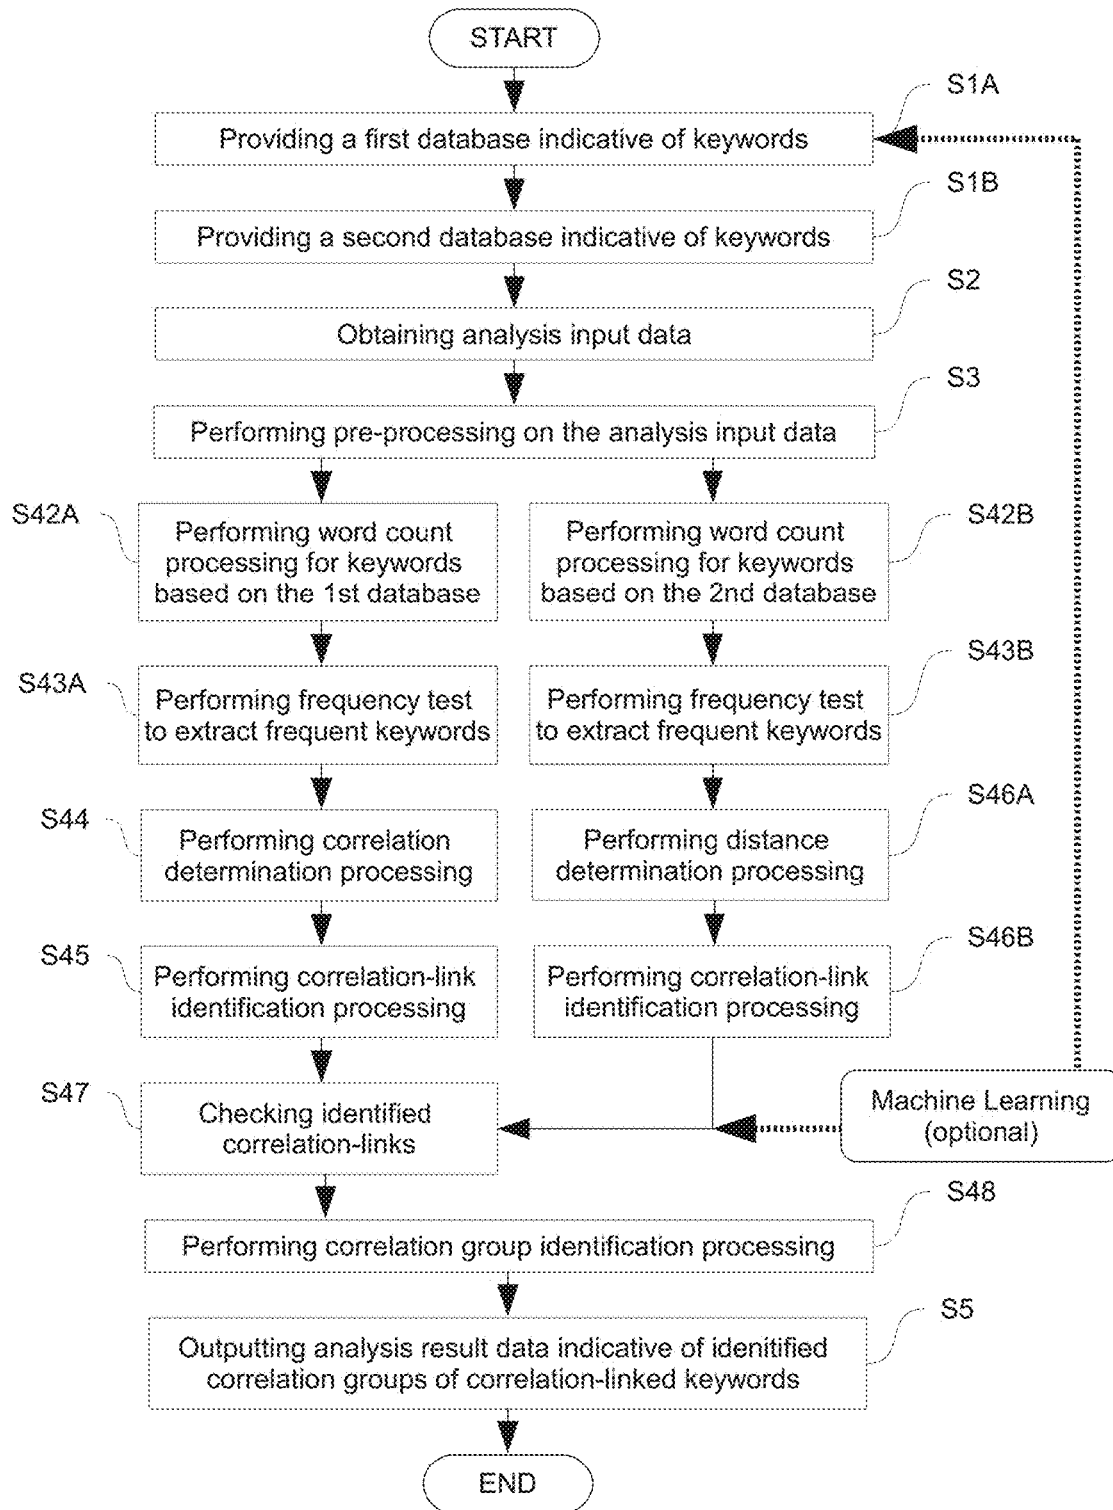 START
S1A
Providing a first database indicative of keywords
S1B
Providing a second database indicative of keywords
S2
Obtaining analysis input data
S3
Performing pre-processing on the analysis input data
S42A
Performing word count
processing for keywords
based on the 1st database
S42B
Performing word count
processing for keywords
based on the 2nd database
S43A
Performing frequency test
to extract frequent keywords
S43B
Performing frequency test
to extract frequent keywords
S44
Performing correlation
determination processing
S46A
Performing distance
determination processing
S45
Performing correlation-link
identification processing
S46B
Performing correlation-link
identification processing
S47
Checking identified
correlation-links
Machine Learning
(optional)
S48
Performing correlation group identification processing
S5
Outputting analysis result data indicative of idenitified
correlation groups of correlation-linked keywords
END